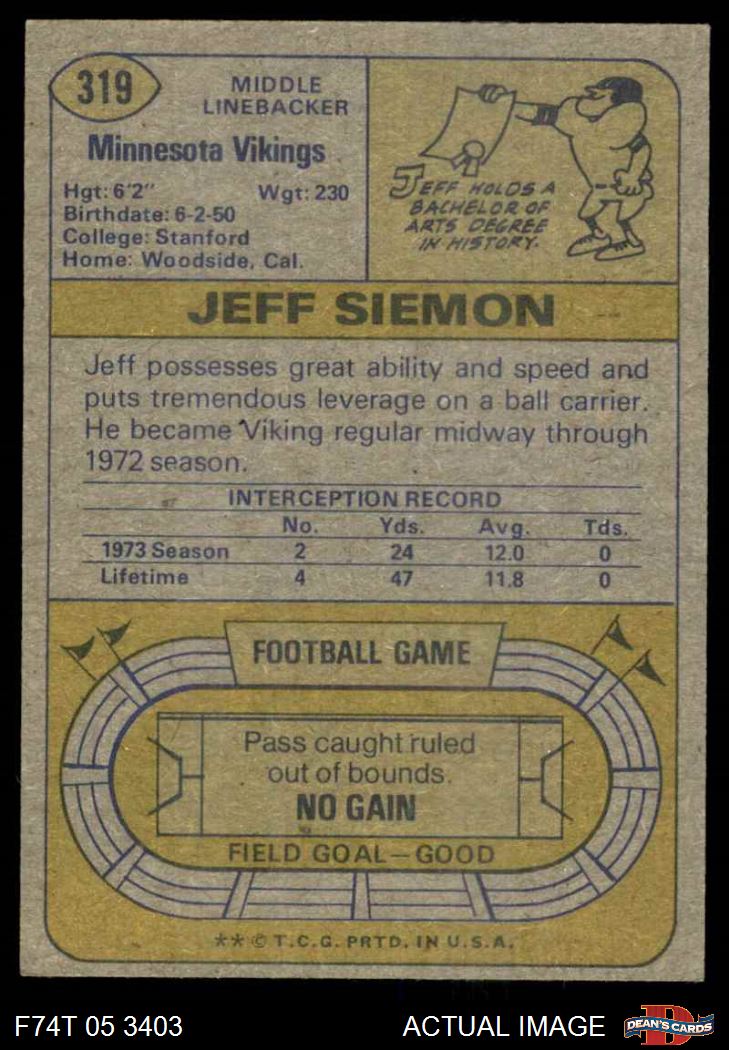 319
MIDDLE
LINEBACKER
Minnesota Vikings
Hgt: 6'2" Wgt: 230
Birthdate: 6-2-50
College: Stanford
Home: Woodside, Cal.
JEFF HOLDS A
BACHELOR OF
ARTS DEGREE
IN HISTORY.
JEFF SIEMON
Jeff possesses great ability and speed and
puts tremendous leverage on a ball carrier.
He became Viking regular midway through
1972 season.
INTERCEPTION RECORD
No. Yds. Avg. Tds.
1973 Season 2 24 12.0 0
Lifetime 4 47 11.8 0
FOOTBALL GAME
Pass caught ruled
out of bounds.
NO GAIN
FIELD GOAL—GOOD
** © T.C.G. PRTD. IN U.S.A.
F74T 05 3403 ACTUAL IMAGE
D
DEAN'S CARDS